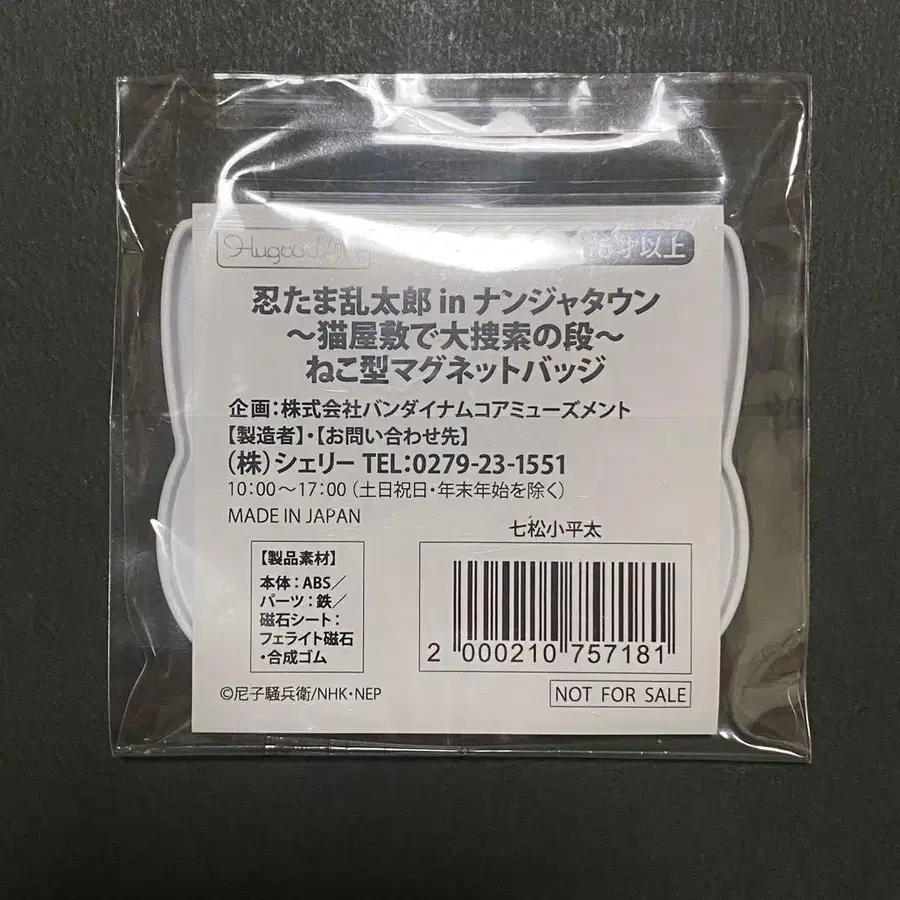 忍たま乱太郎 in ナンジャタウン
～猫屋敷で大捜索の段～
ねこ型マグネットバッジ
企画：株式会社バンダイナムコアミューズメント
【製造者】・【お問い合わせ先】
（株）シェリー TEL：0279-23-1551
10：00～17：00（土日祝日・年末年始を除く）
MADE IN JAPAN
七松小平太
【製品素材】
本体：ABS／
パーツ：鉄／
磁石シート：
フェライト磁石
・合成ゴム
2 000210 757181
©尼子騒兵衛/NHK・NEP
NOT FOR SALE